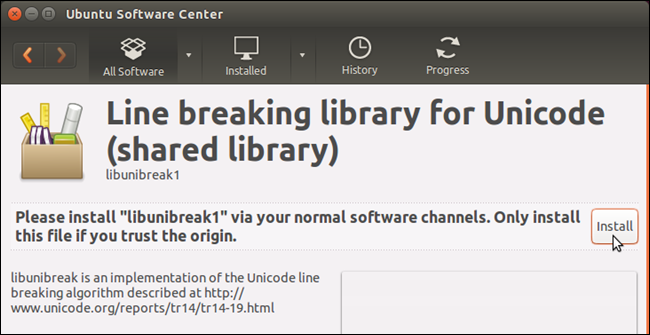 Ubuntu Software Center
All Software
Installed
History
Progress
Line breaking library for Unicode
(shared library)
libunibreak1
Please install "libunibreak1" via your normal software channels. Only install
this file if you trust the origin.
Install
libunibreak is an implementation of the Unicode line
breaking algorithm described at http://
www.unicode.org/reports/tr14/tr14-19.html